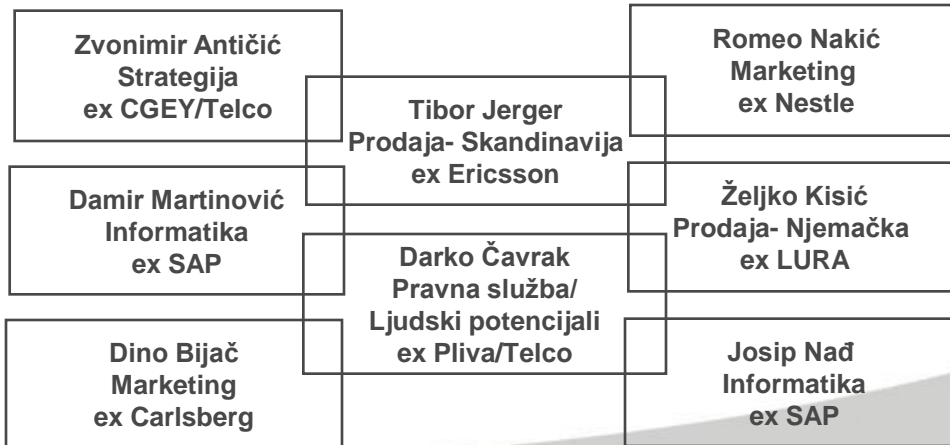 Zvonimir Antičić
Strategija
ex CGEY/Telco
Romeo Nakić
Marketing
ex Nestle
Tibor Jerger
Prodaja- Skandinavija
ex Ericsson
Damir Martinović
Informatika
ex SAP
Željko Kisić
Prodaja- Njemačka
ex LURA
Darko Čavrak
Pravna služba/
Ljudski potencijali
ex Pliva/Telco
Dino Bijač
Marketing
ex Carlsberg
Josip Nađ
Informatika
ex SAP